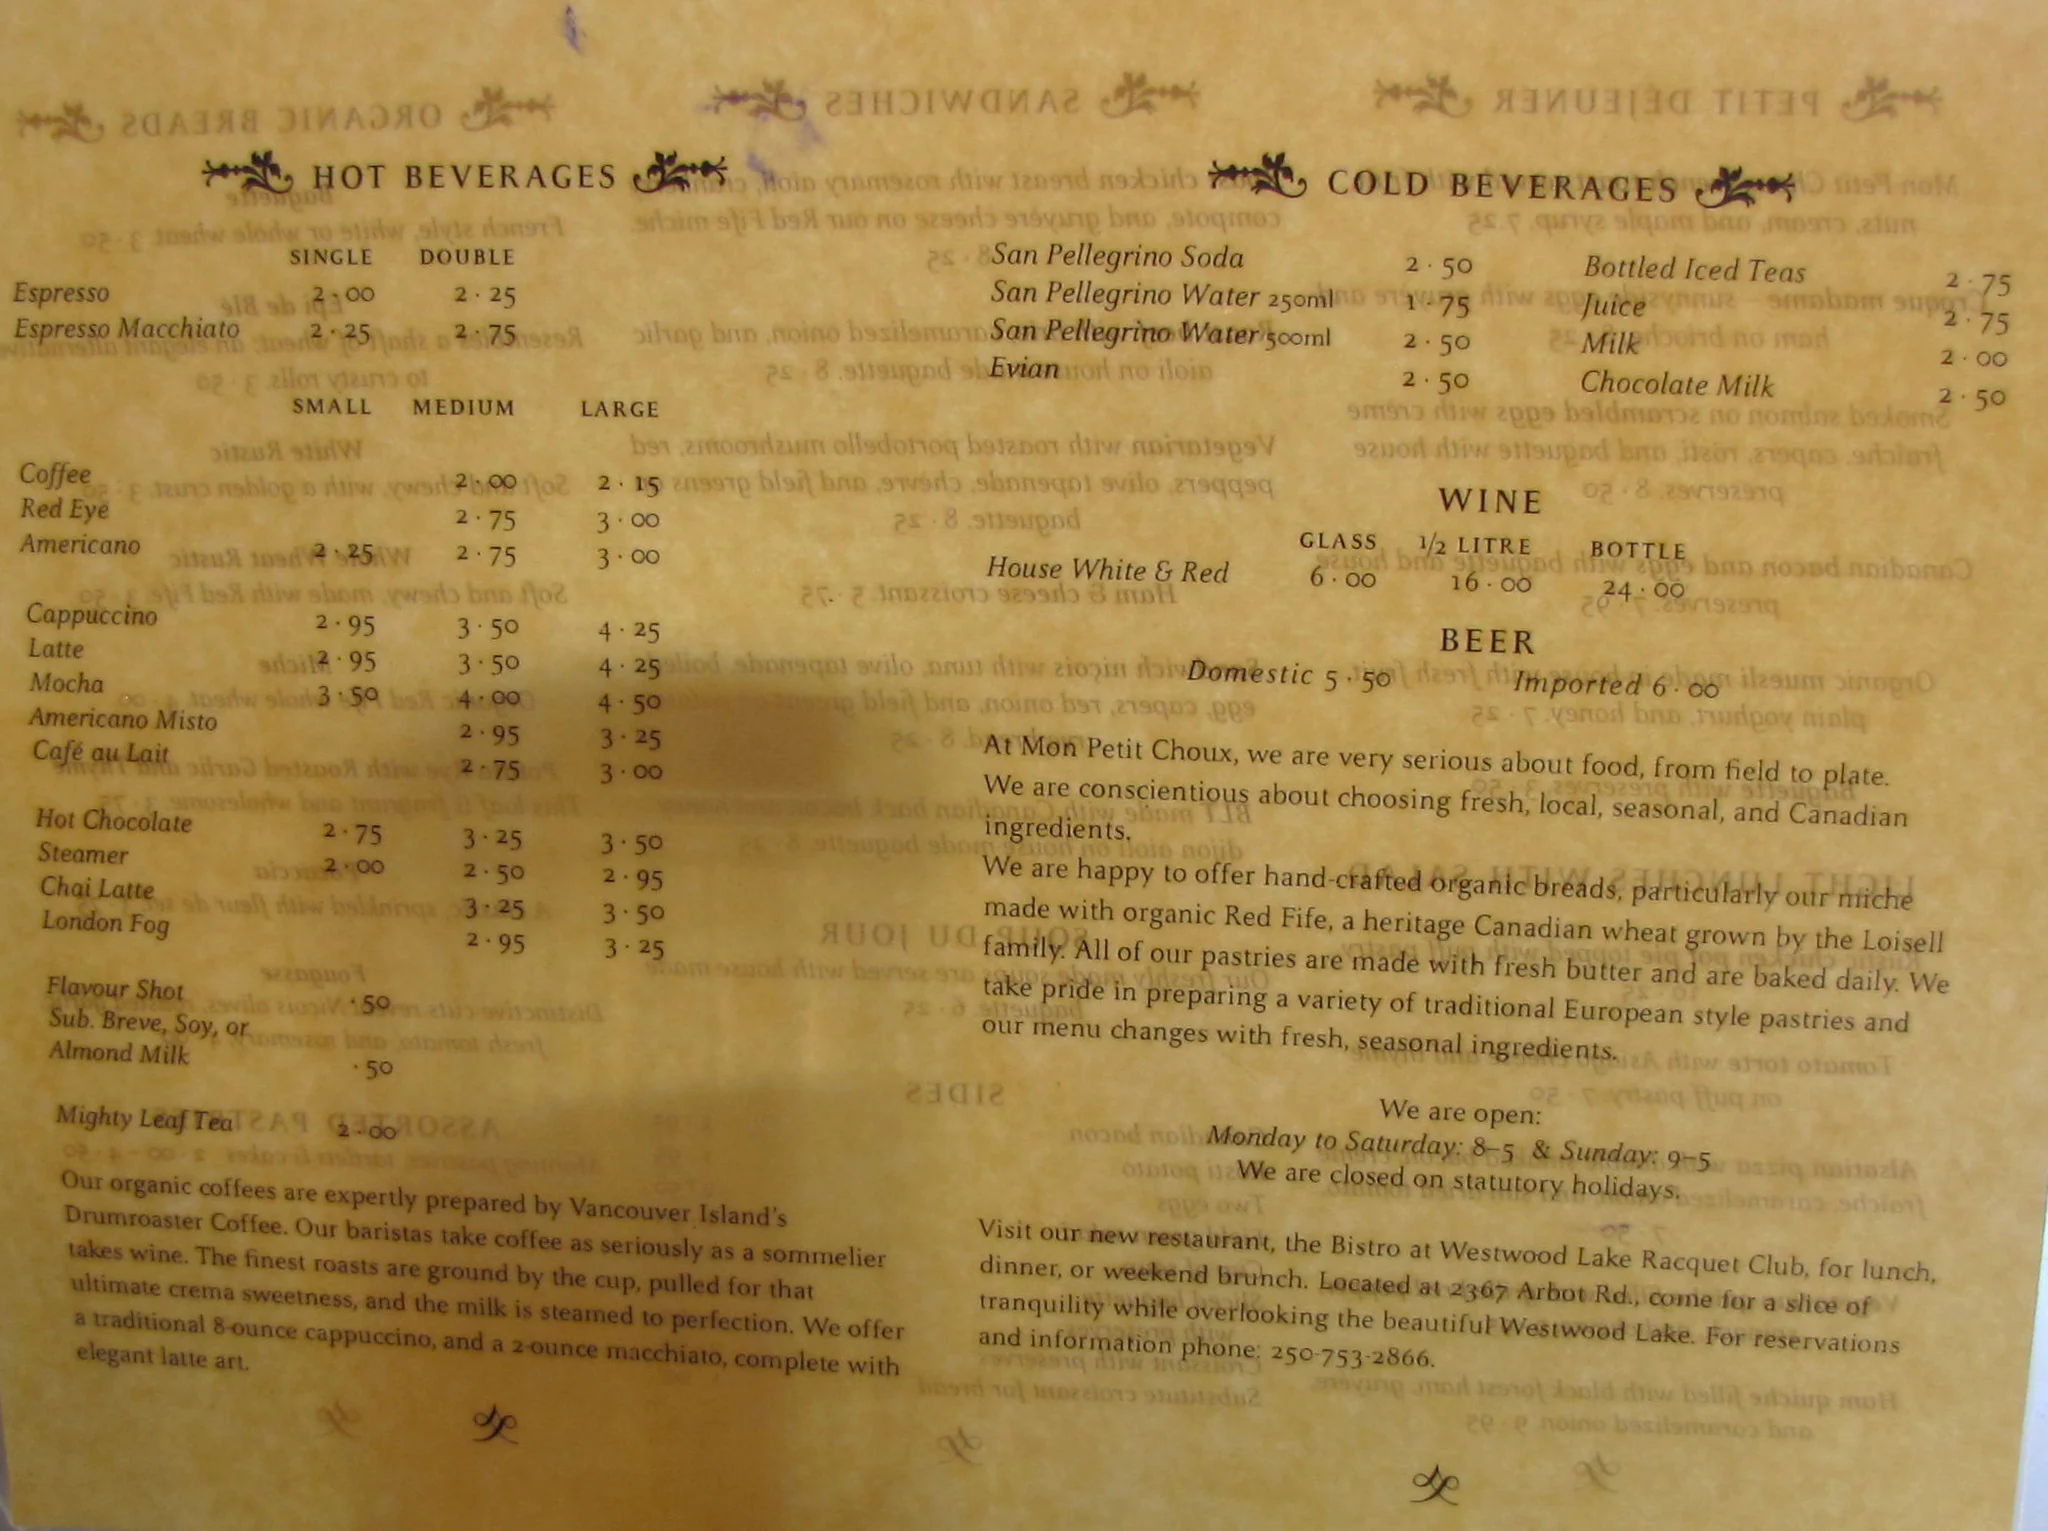 HOT BEVERAGES
SINGLE DOUBLE
Espresso 2·00 2·25
Espresso Macchiato 2·25 2·75
SMALL MEDIUM LARGE
Coffee 2·00 2·15
Red Eye 2·75 3·00
Americano 2·25 2·75 3·00
Cappuccino 2·95 3·50 4·25
Latte 2·95 3·50 4·25
Mocha 3·50 4·00 4·50
Americano Misto 2·95 3·25
Café au Lait 2·75 3·00
Hot Chocolate 2·75 3·25 3·50
Steamer 2·00 2·50 2·95
Chai Latte 3·25 3·50
London Fog 2·95 3·25
Flavour Shot ·50
Sub. Breve, Soy, or
Almond Milk ·50
Mighty Leaf Tea 2·00
Our organic coffees are expertly prepared by Vancouver Island's
Drumroaster Coffee. Our baristas take coffee as seriously as a sommelier
takes wine. The finest roasts are ground by the cup, pulled for that
ultimate crema sweetness, and the milk is steamed to perfection. We offer
a traditional 8-ounce cappuccino, and a 2-ounce macchiato, complete with
elegant latte art.
COLD BEVERAGES
San Pellegrino Soda 2·50
San Pellegrino Water 250ml 1·75
San Pellegrino Water 500ml 2·50
Evian 2·50
Bottled Iced Teas 2·75
Juice 2·75
Milk 2·00
Chocolate Milk 2·50
WINE
GLASS 1/2 LITRE BOTTLE
House White & Red 6·00 16·00 24·00
BEER
Domestic 5·50 Imported 6·00
At Mon Petit Choux, we are very serious about food, from field to plate.
We are conscientious about choosing fresh, local, seasonal, and Canadian
ingredients.
We are happy to offer hand-crafted organic breads, particularly our miche
made with organic Red Fife, a heritage Canadian wheat grown by the Loisell
family. All of our pastries are made with fresh butter and are baked daily. We
take pride in preparing a variety of traditional European style pastries and
our menu changes with fresh, seasonal ingredients.
We are open:
Monday to Saturday: 8–5 & Sunday: 9–5
We are closed on statutory holidays.
Visit our new restaurant, the Bistro at Westwood Lake Racquet Club, for lunch,
dinner, or weekend brunch. Located at 2367 Arbot Rd., come for a slice of
tranquility while overlooking the beautiful Westwood Lake. For reservations
and information phone: 250-753-2866.